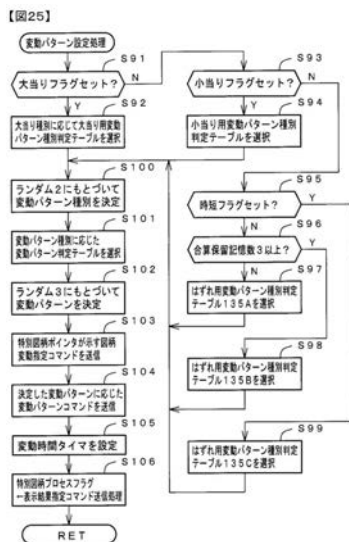 【図25】
変動パターン設定処理
S91
大当りフラグセット？
N
Y
S92
大当り種別に応じて大当り用変動
パターン種別判定テーブルを選択
S93
小当りフラグセット？
N
Y
S94
小当り用変動パターン種別
判定テーブルを選択
S95
時短フラグセット？
Y
N
S96
合算保留記憶数3以上？
Y
N
S97
はずれ用変動パターン種別判定
テーブル135Aを選択
S98
はずれ用変動パターン種別判定
テーブル135Bを選択
S99
はずれ用変動パターン種別判定
テーブル135Cを選択
S100
ランダム2にもとづいて
変動パターン種別を決定
S101
変動パターン種別に応じた
変動パターン判定テーブルを選択
S102
ランダム3にもとづいて
変動パターンを決定
S103
特別図柄ポインタが示す図柄
変動指定コマンドを送信
S104
決定した変動パターンに応じた
変動パターンコマンドを送信
S105
変動時間タイマを設定
S106
特別図柄プロセスフラグ
←表示結果指定コマンド送信処理
RET